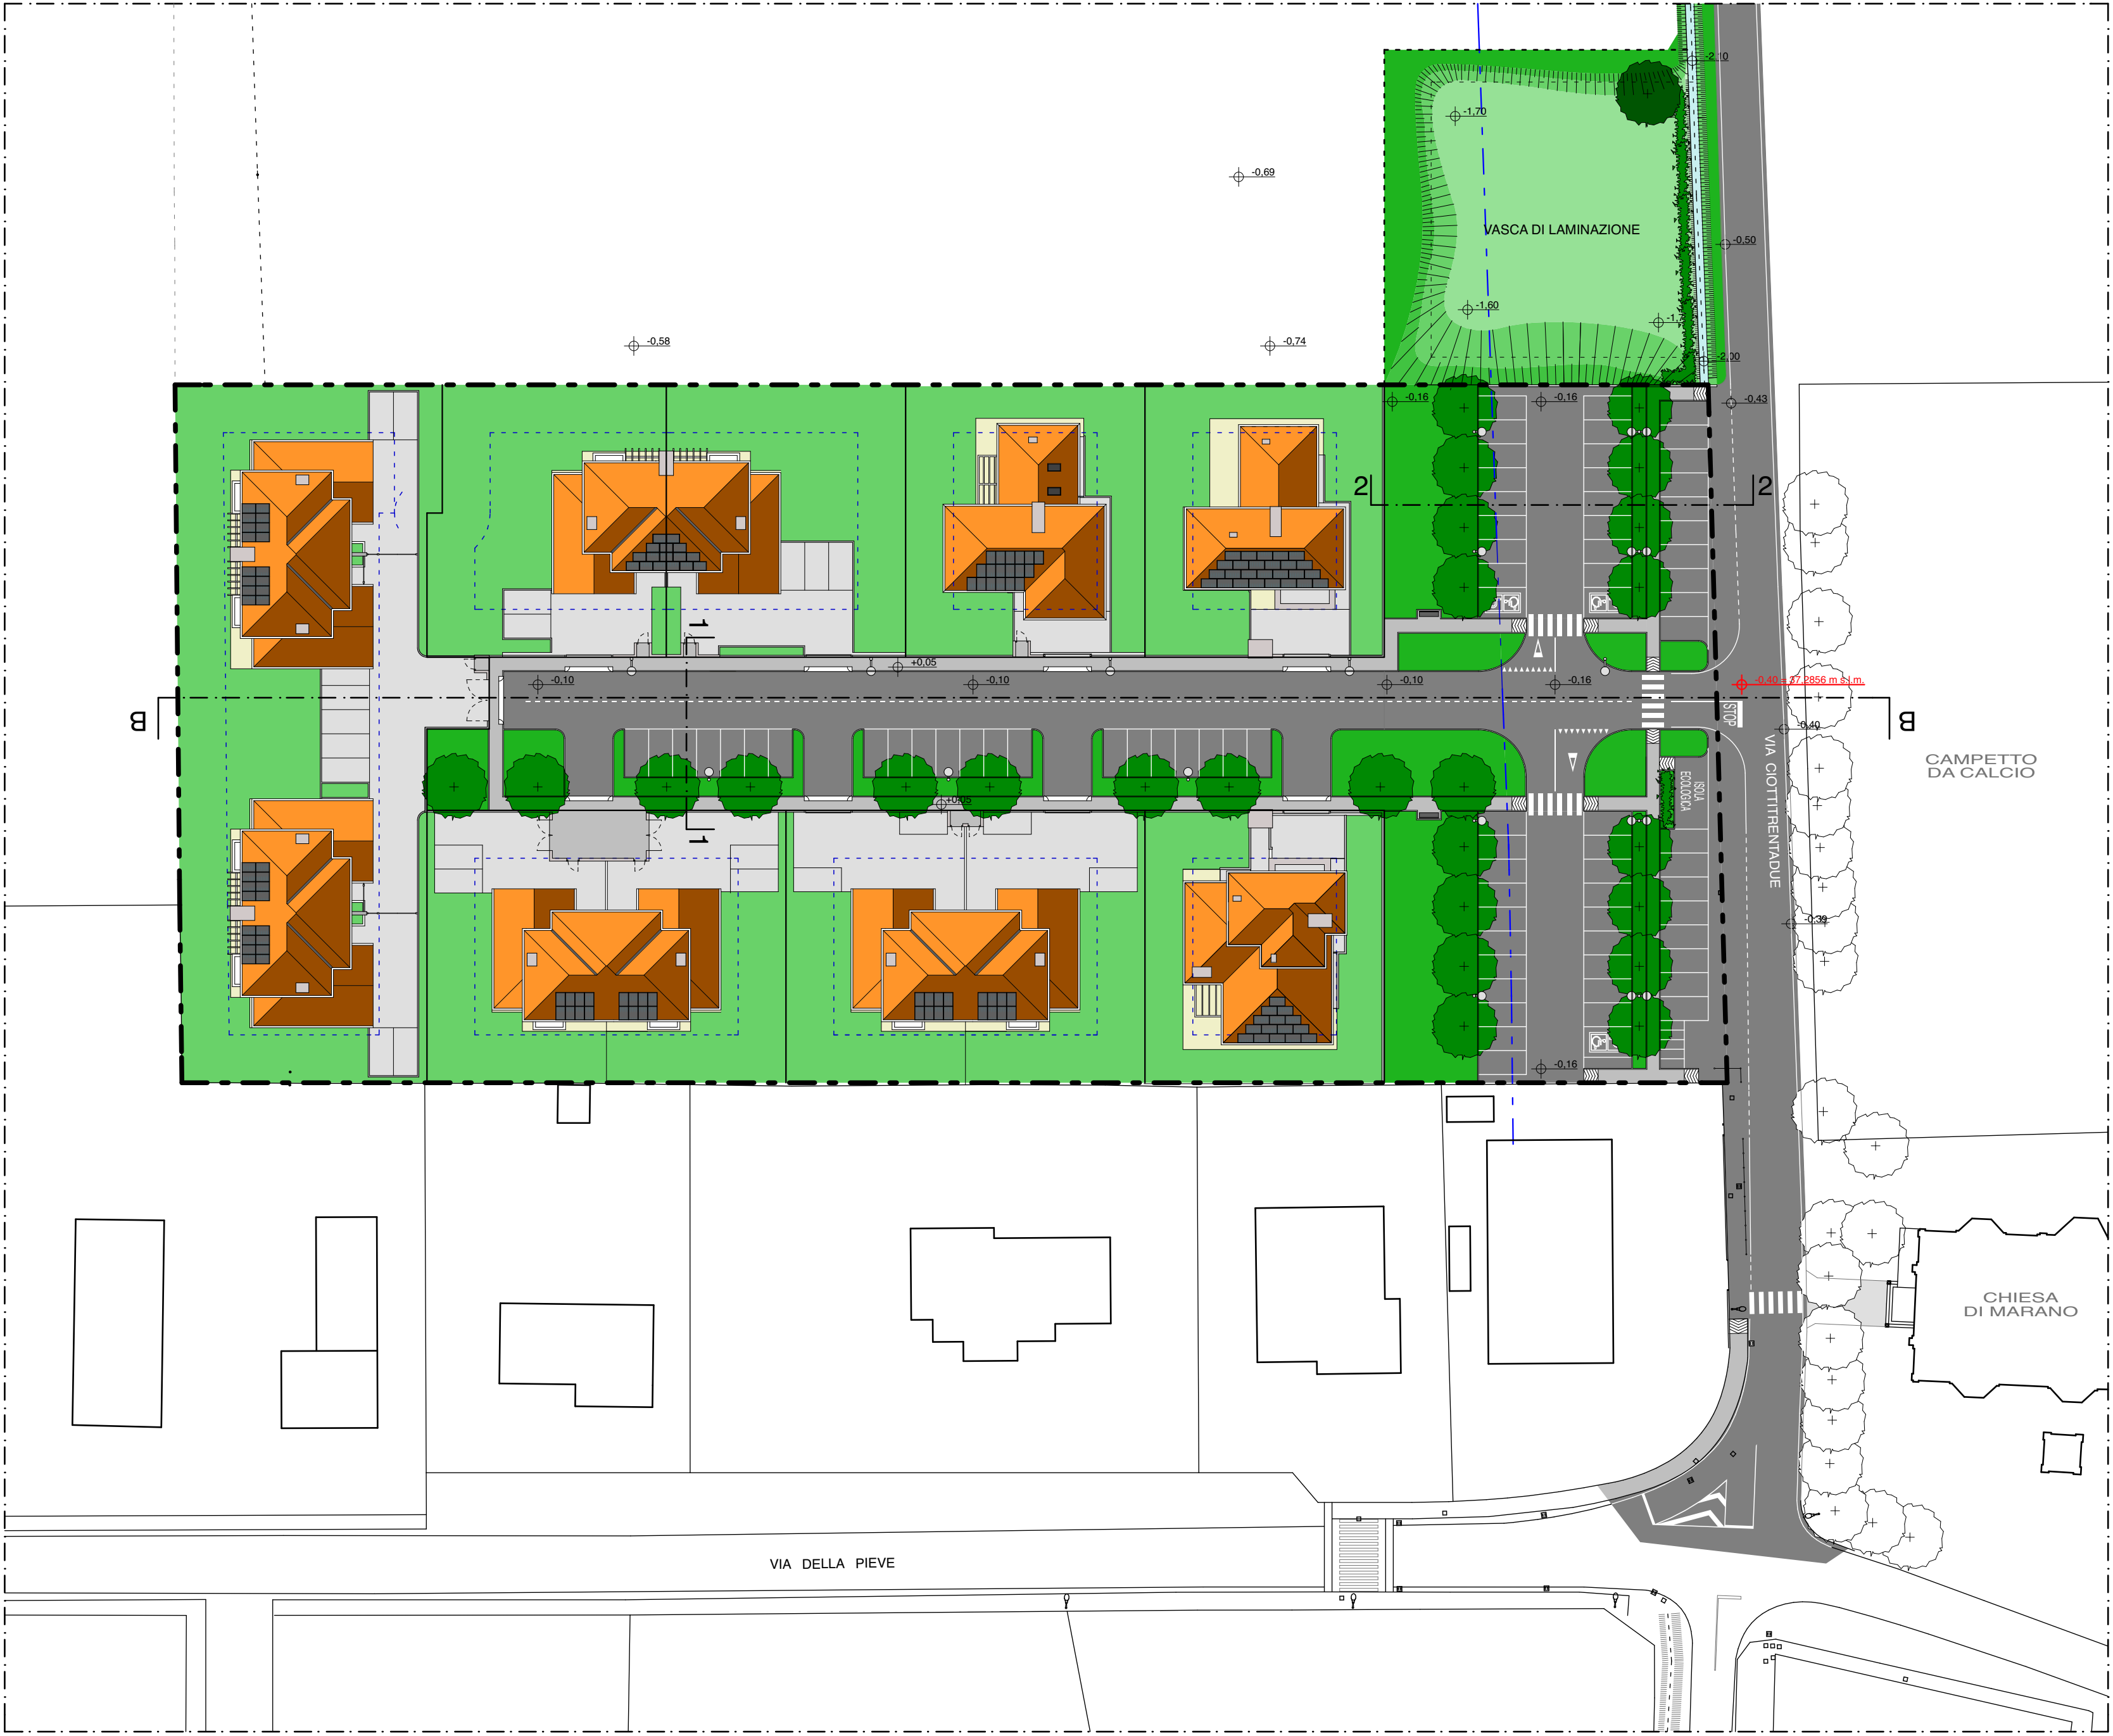 -2,10
-1,70
-0,69
VASCA DI LAMINAZIONE
-0,50
-1,60
-0,58
-0,74
-2,00
-0,16
-0,16
-0,43
2
2
1
+0,05
-0,10
-0,10
-0,10
-0,16
-0,40 = 37.2856 m s.l.m.
B
B
STOP
-0,40
VIA CIOTTITRENTADUE
CAMPETTO
DA CALCIO
ISOLA
ECOLOGICA
+0,05
1
-0,39
-0,16
CHIESA
DI MARANO
VIA DELLA PIEVE